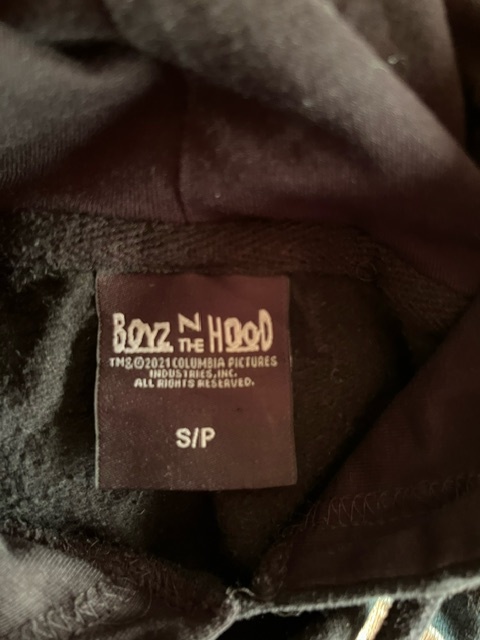 BOYZ N THE HOOD
TM&©2021 COLUMBIA PICTURES
INDUSTRIES, INC.
ALL RIGHTS RESERVED.
S/P